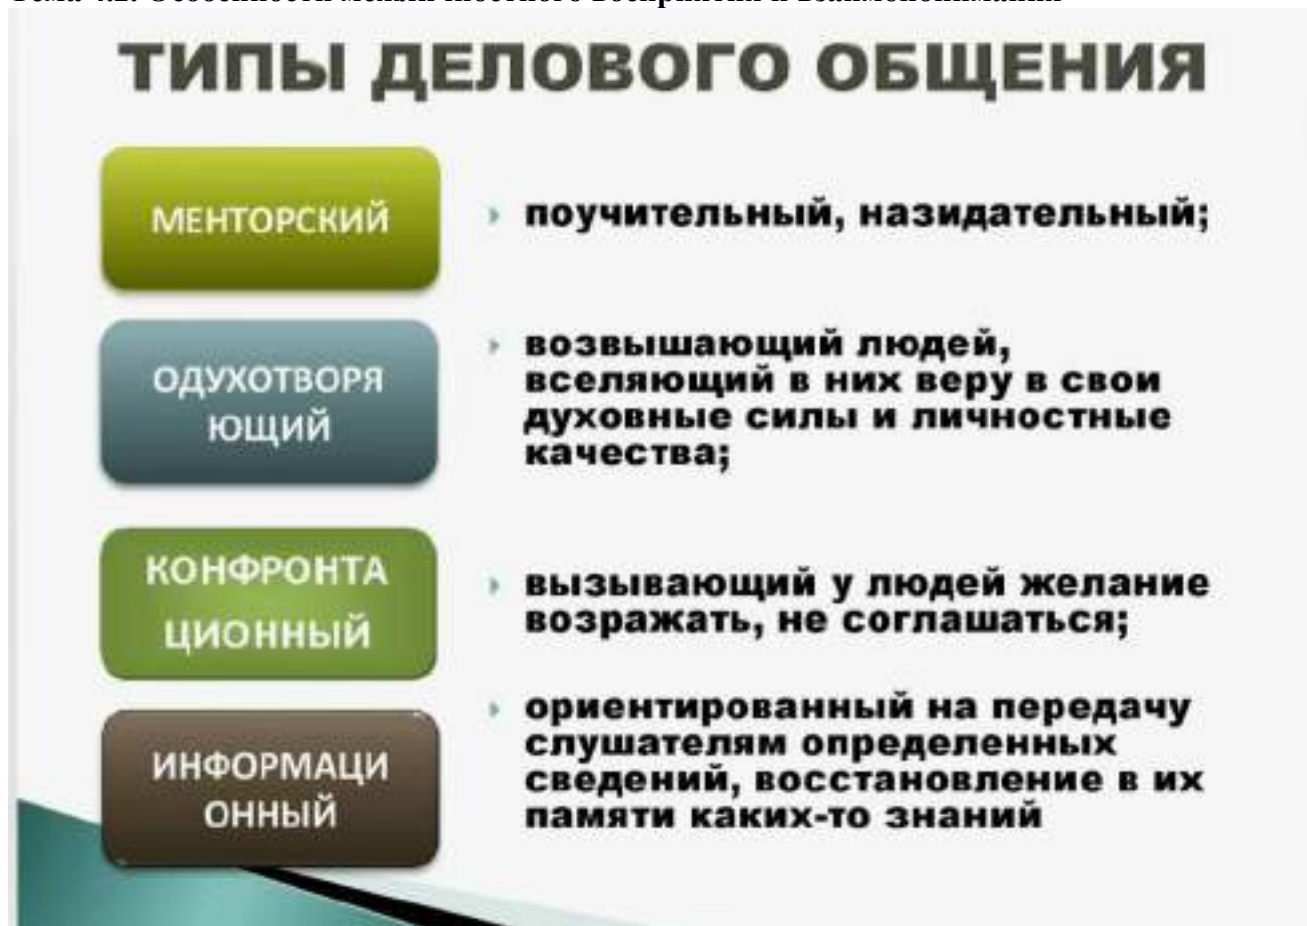 ТИПЫ ДЕЛОВОГО ОБЩЕНИЯ
МЕНТОРСКИЙ
поучительный, назидательный;
ОДУХОТВОРЯ
ЮЩИЙ
возвышающий людей,
вселяющий в них веру в свои
духовные силы и личностные
качества;
КОНФРОНТА
ЦИОННЫЙ
вызывающий у людей желание
возражать, не соглашаться;
ИНФОРМАЦИ
ОННЫЙ
ориентированный на передачу
слушателям определенных
сведений, восстановление в их
памяти каких-то знаний